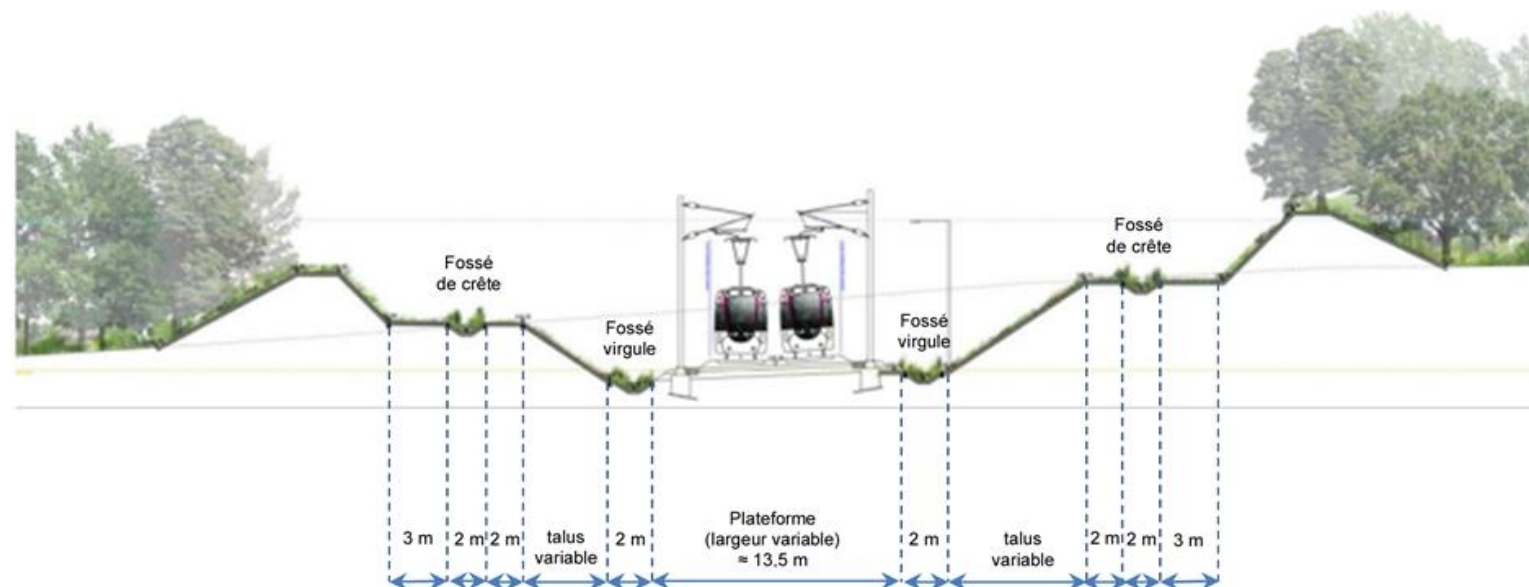 Fossé
de crête
Fossé
de crête
Fossé
virgule
Fossé
virgule
3 m
2 m
2 m
talus
variable
2 m
Plateforme
(largeur variable)
≈ 13,5 m
2 m
talus
variable
2 m
2 m
3 m